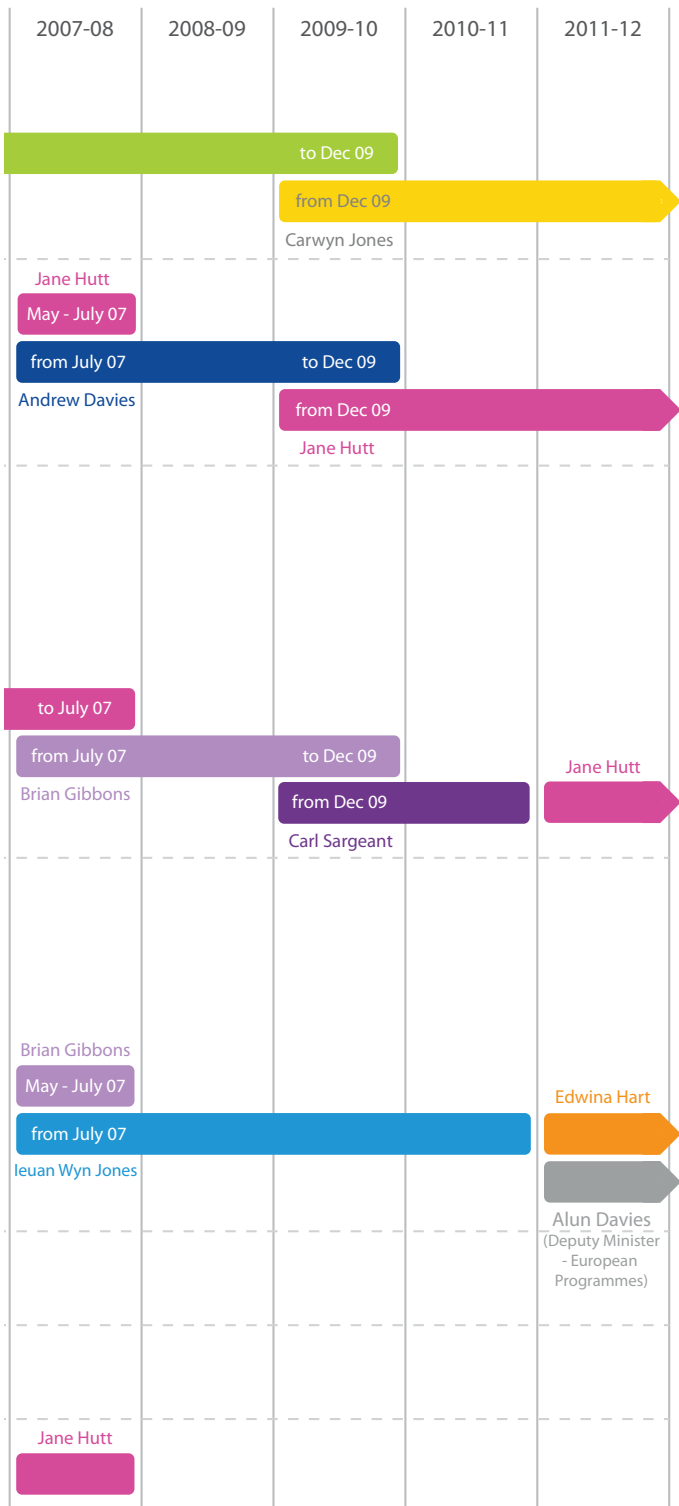 2007-08 2008-09 2009-10 2010-11 2011-12
to Dec 09
from Dec 09
Carwyn Jones
Jane Hutt
May - July 07
from July 07 to Dec 09
Andrew Davies
from Dec 09
Jane Hutt
to July 07
from July 07 to Dec 09
Brian Gibbons
Jane Hutt
from Dec 09
Carl Sargeant
Brian Gibbons
May - July 07
from July 07
Ieuan Wyn Jones
Edwina Hart
Alun Davies
(Deputy Minister
- European
Programmes)
Jane Hutt